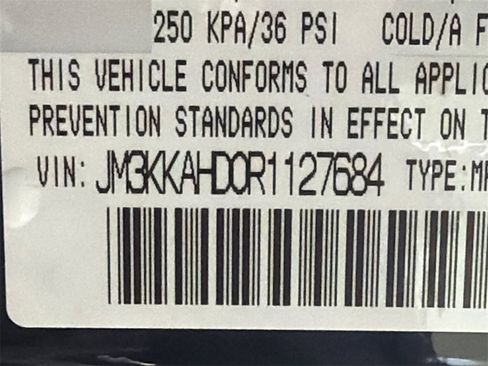 250 KPA/36 PSI COLD/A F
THIS VEHICLE CONFORMS TO ALL APPLIC
PREVENTION STANDARDS IN EFFECT ON T
VIN: JM3KKAHD0R1127684 TYPE:MP